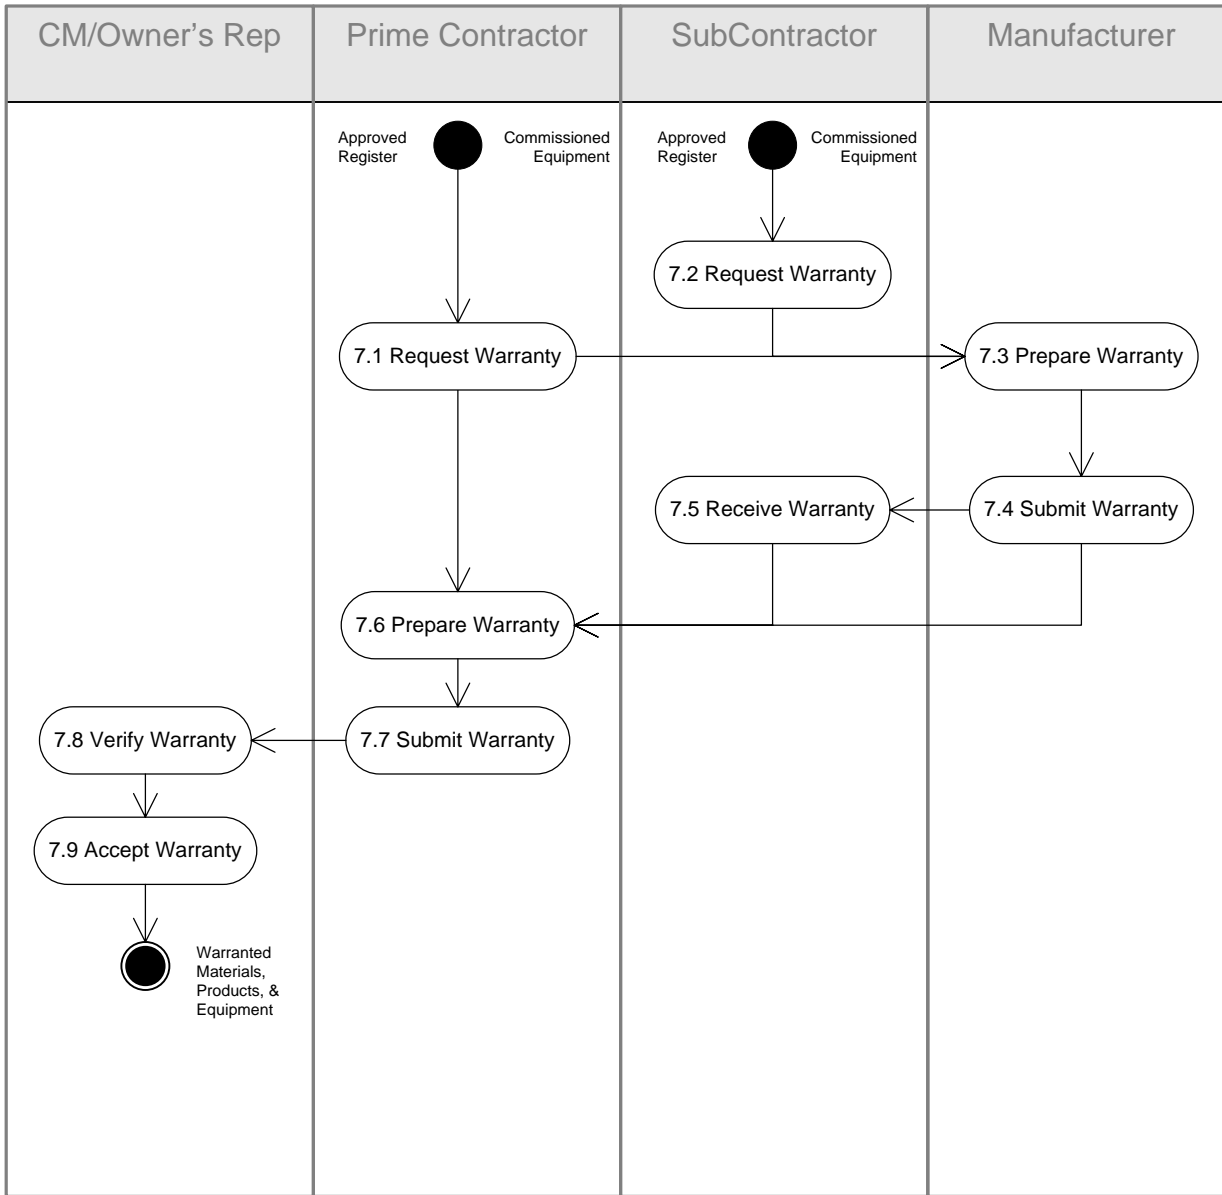 CM/Owner's Rep
Prime Contractor
SubContractor
Manufacturer
Approved
Register
Commissioned
Equipment
Approved
Register
Commissioned
Equipment
7.2 Request Warranty
7.1 Request Warranty
7.3 Prepare Warranty
7.5 Receive Warranty
7.4 Submit Warranty
7.6 Prepare Warranty
7.8 Verify Warranty
7.7 Submit Warranty
7.9 Accept Warranty
Warranted
Materials,
Products, &
Equipment